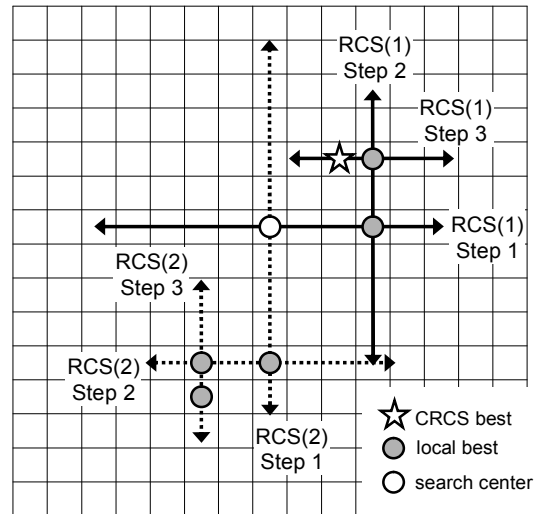 RCS(1)
Step 2
RCS(1)
Step 3
RCS(1)
Step 1
RCS(2)
Step 3
RCS(2)
Step 2
RCS(2)
Step 1
CRCS best
local best
search center